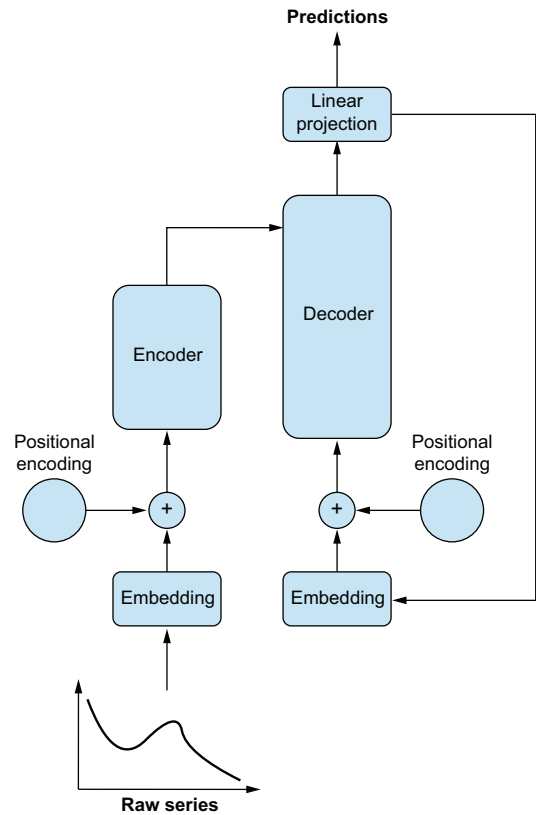 Predictions
Linear
projection
Decoder
Encoder
Positional
encoding
Positional
encoding
+
+
Embedding
Embedding
Raw series